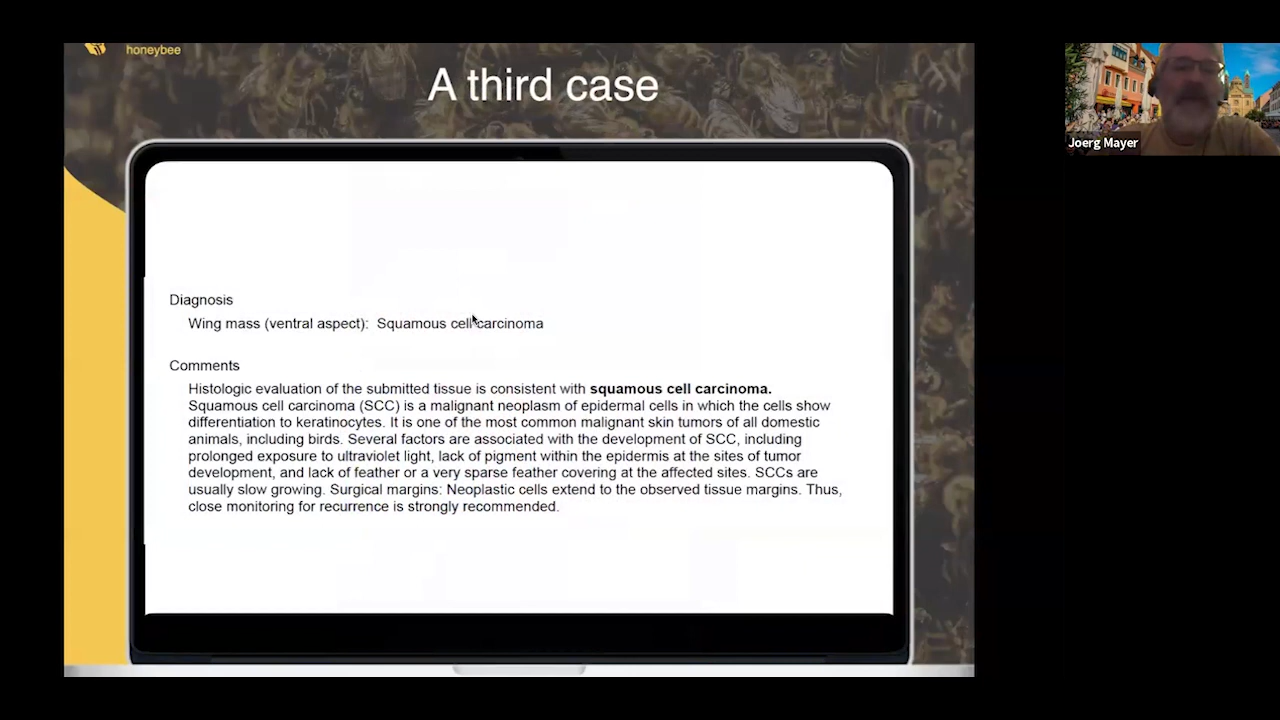 honeybee
A third case
Joerg Mayer
Diagnosis
Wing mass (ventral aspect):  Squamous cell carcinoma
Comments
Histologic evaluation of the submitted tissue is consistent with squamous cell carcinoma.
Squamous cell carcinoma (SCC) is a malignant neoplasm of epidermal cells in which the cells show
differentiation to keratinocytes. It is one of the most common malignant skin tumors of all domestic
animals, including birds. Several factors are associated with the development of SCC, including
prolonged exposure to ultraviolet light, lack of pigment within the epidermis at the sites of tumor
development, and lack of feather or a very sparse feather covering at the affected sites. SCCs are
usually slow growing. Surgical margins: Neoplastic cells extend to the observed tissue margins. Thus,
close monitoring for recurrence is strongly recommended.